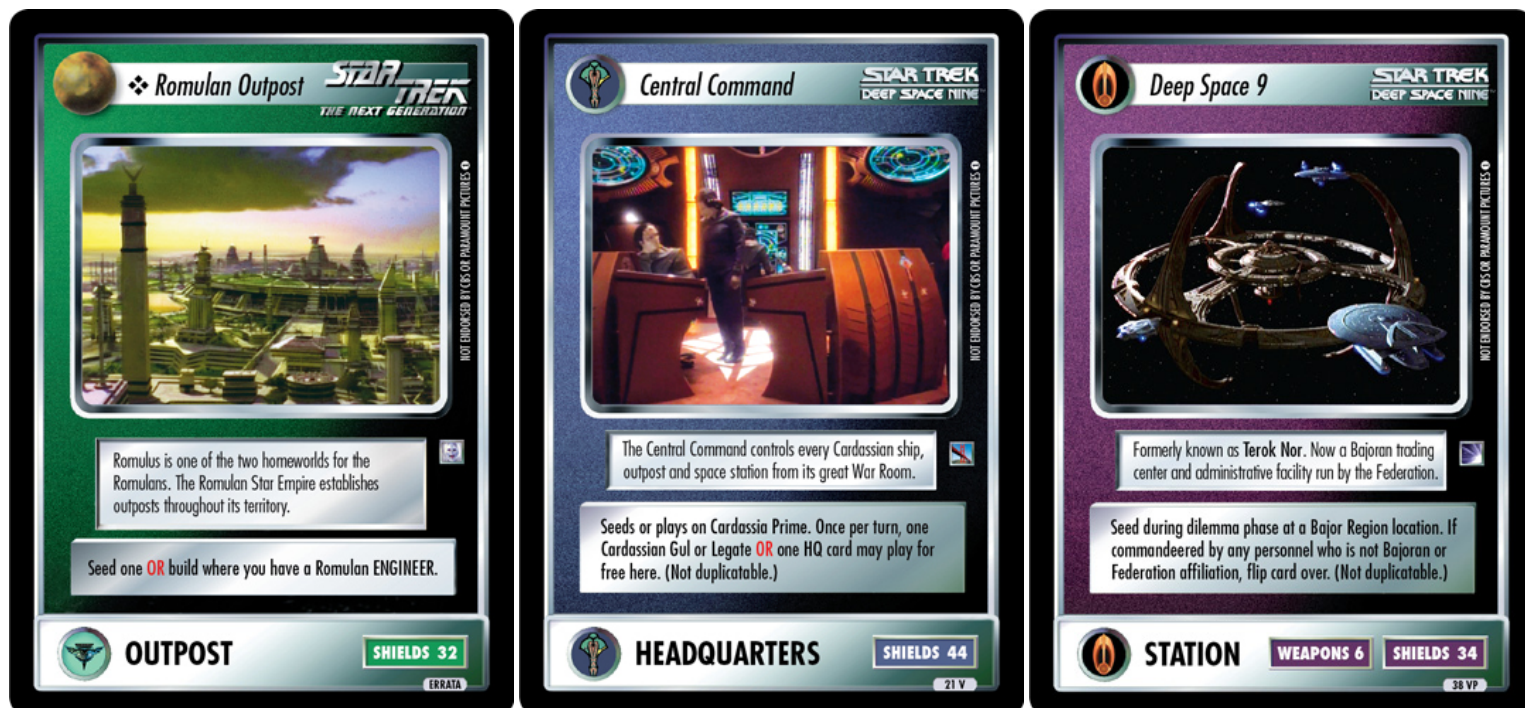 ❖ Romulan Outpost
STAR TREK
THE NEXT GENERATION
NOT ENDORSED BY CBS OR PARAMOUNT PICTURES
Romulus is one of the two homeworlds for the
Romulans. The Romulan Star Empire establishes
outposts throughout its territory.
Seed one OR build where you have a Romulan ENGINEER.
OUTPOST
SHIELDS 32
ERRATA
Central Command
STAR TREK
DEEP SPACE NINE™
NOT ENDORSED BY CBS OR PARAMOUNT PICTURES
The Central Command controls every Cardassian ship,
outpost and space station from its great War Room.
Seeds or plays on Cardassia Prime. Once per turn, one
Cardassian Gul or Legate OR one HQ card may play for
free here. (Not duplicatable.)
HEADQUARTERS
SHIELDS 44
21 V
Deep Space 9
STAR TREK
DEEP SPACE NINE™
NOT ENDORSED BY CBS OR PARAMOUNT PICTURES
Formerly known as Terok Nor. Now a Bajoran trading
center and administrative facility run by the Federation.
Seed during dilemma phase at a Bajor Region location. If
commandeered by any personnel who is not Bajoran or
Federation affiliation, flip card over. (Not duplicatable.)
STATION
WEAPONS 6
SHIELDS 34
38 VP